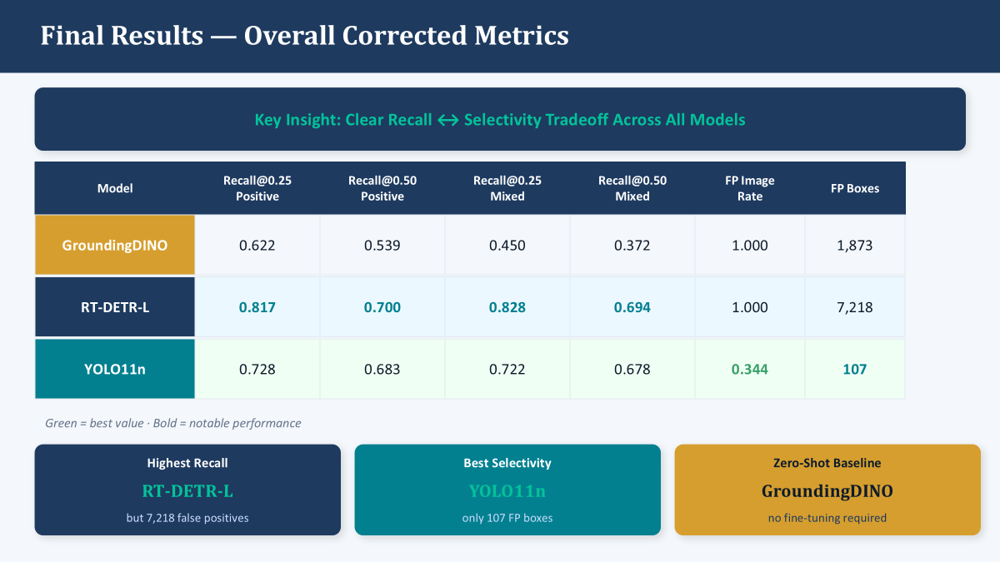 Final Results — Overall Corrected Metrics
Key Insight: Clear Recall ↔ Selectivity Tradeoff Across All Models
Model Recall@0.25 Positive Recall@0.50 Positive Recall@0.25 Mixed Recall@0.50 Mixed FP Image Rate FP Boxes
GroundingDINO 0.622 0.539 0.450 0.372 1.000 1,873
RT-DETR-L 0.817 0.700 0.828 0.694 1.000 7,218
YOLO11n 0.728 0.683 0.722 0.678 0.344 107
Green = best value · Bold = notable performance
Highest Recall
RT-DETR-L
but 7,218 false positives
Best Selectivity
YOLO11n
only 107 FP boxes
Zero-Shot Baseline
GroundingDINO
no fine-tuning required